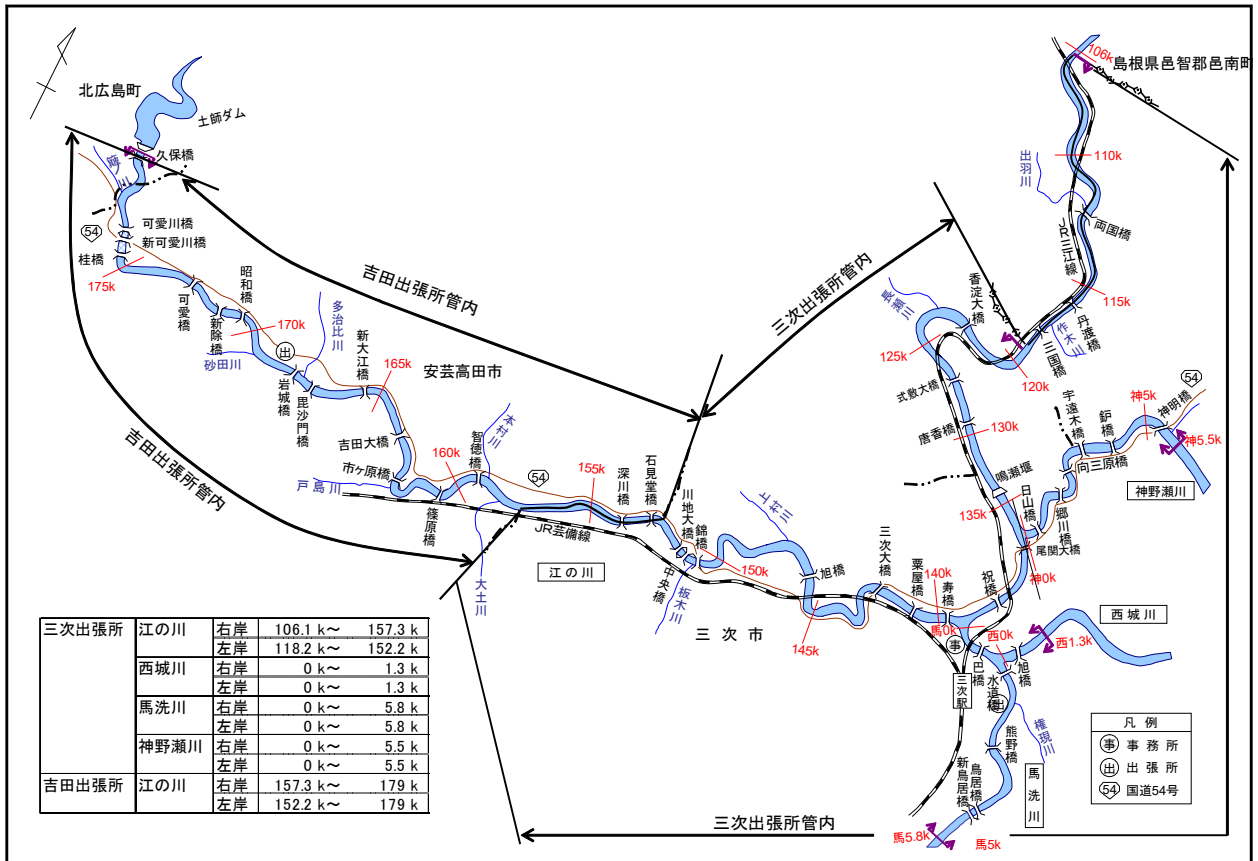 北広島町
土師ダム
久保橋
簸ノ川
54
可愛川橋
新可愛川橋
桂橋
175k
可愛橋
新除橋
昭和橋
170k
砂田川
出
多治比川
岩城橋
毘沙門橋
新大江橋
165k
安芸高田市
吉田大橋
市ヶ原橋
戸島川
篠原橋
160k
智徳橋
本村川
54
155k
JR芸備線
大土川
深川橋
石見堂橋
川地大橋
中央橋
錦橋
板木川
150k
上村川
旭橋
145k
三次大橋
粟屋橋
140k
寿橋
祝橋
馬0k
事
巴橋
西0k
水道橋
旭橋
西1.3k
西城川
三次駅
出
権現川
熊野橋
鳥居橋
新鳥居橋
馬洗川
馬5.8k
馬5k
三次市
江の川
吉田出張所管内
吉田出張所管内
三次出張所管内
三次出張所管内
106k
島根県邑智郡邑南町
出羽川
110k
両国橋
JR三江線
115k
丹渡橋
作木川
三国橋
120k
香淀大橋
長瀬川
125k
式敷大橋
唐香橋
130k
鳴瀬堰
135k
日山橋
尾関大橋
神0k
郷川橋
向三原橋
宇遠木橋
鈩橋
神5k
神明橋
54
神5.5k
神野瀬川
三次出張所 江の川 右岸 106.1 k～ 157.3 k
左岸 118.2 k～ 152.2 k
西城川 右岸 0 k～ 1.3 k
左岸 0 k～ 1.3 k
馬洗川 右岸 0 k～ 5.8 k
左岸 0 k～ 5.8 k
神野瀬川 右岸 0 k～ 5.5 k
左岸 0 k～ 5.5 k
吉田出張所 江の川 右岸 157.3 k～ 179 k
左岸 152.2 k～ 179 k
凡例
事 事務所
出 出張所
54 国道54号